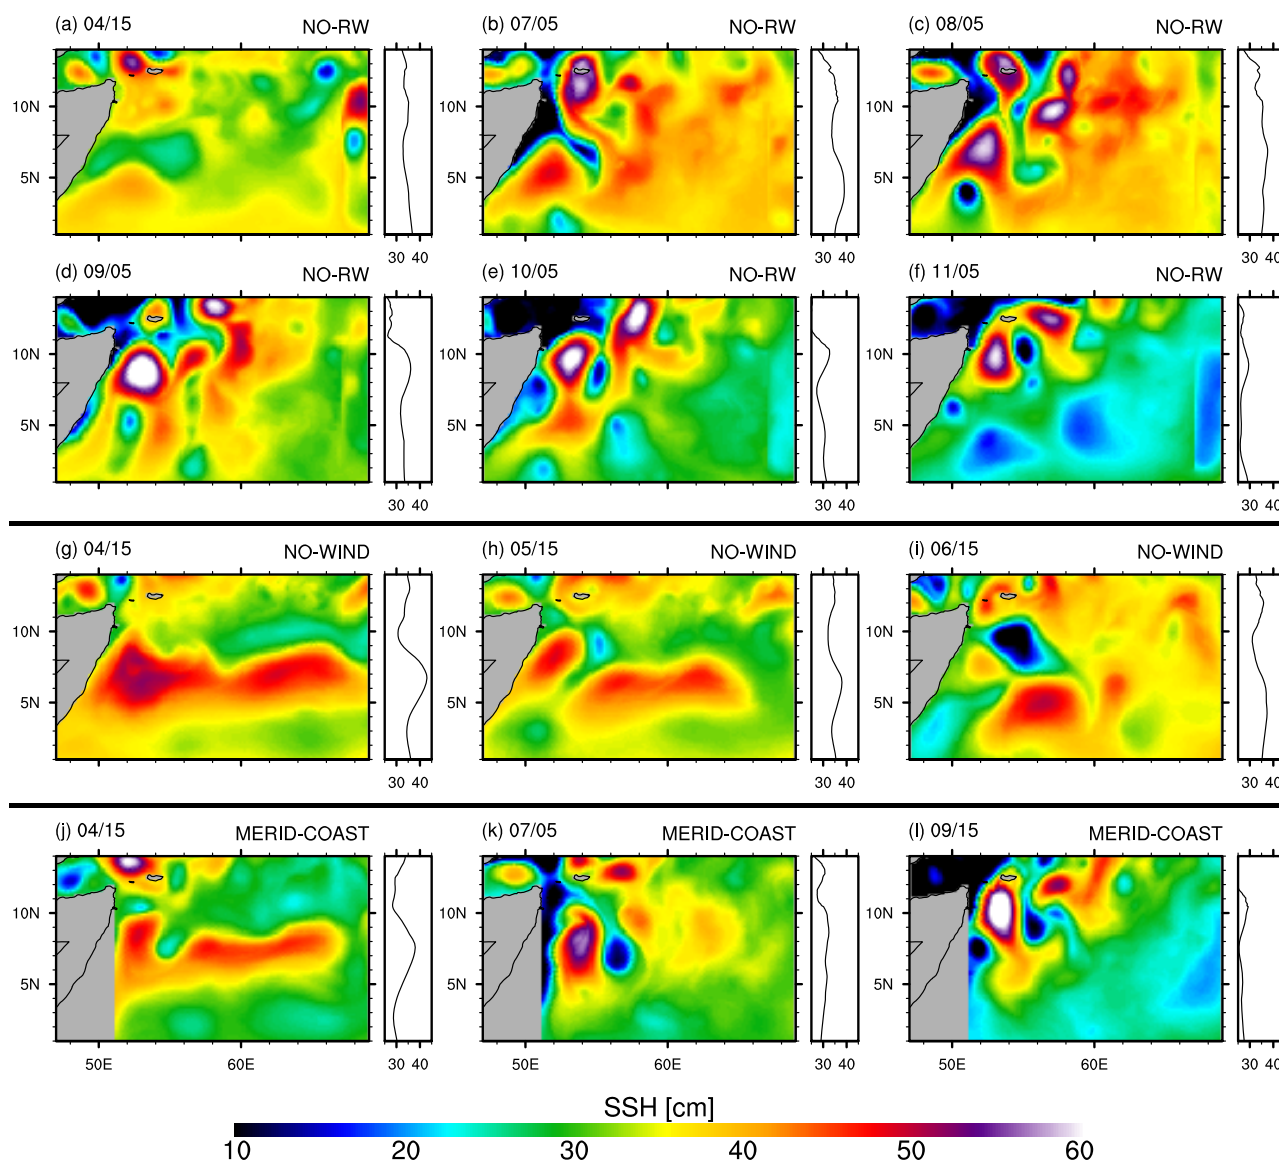 (a) 04/15 NO-RW (b) 07/05 NO-RW (c) 08/05 NO-RW
10N
5N
10N
5N
10N
5N
30 40 30 40 30 40
(d) 09/05 NO-RW (e) 10/05 NO-RW (f) 11/05 NO-RW
10N
5N
10N
5N
10N
5N
30 40 30 40 30 40
(g) 04/15 NO-WIND (h) 05/15 NO-WIND (i) 06/15 NO-WIND
10N
5N
10N
5N
10N
5N
30 40 30 40 30 40
(j) 04/15 MERID-COAST (k) 07/05 MERID-COAST (l) 09/15 MERID-COAST
10N
5N
10N
5N
10N
5N
50E 60E 30 40 50E 60E 30 40 50E 60E 30 40
SSH [cm]
10 20 30 40 50 60